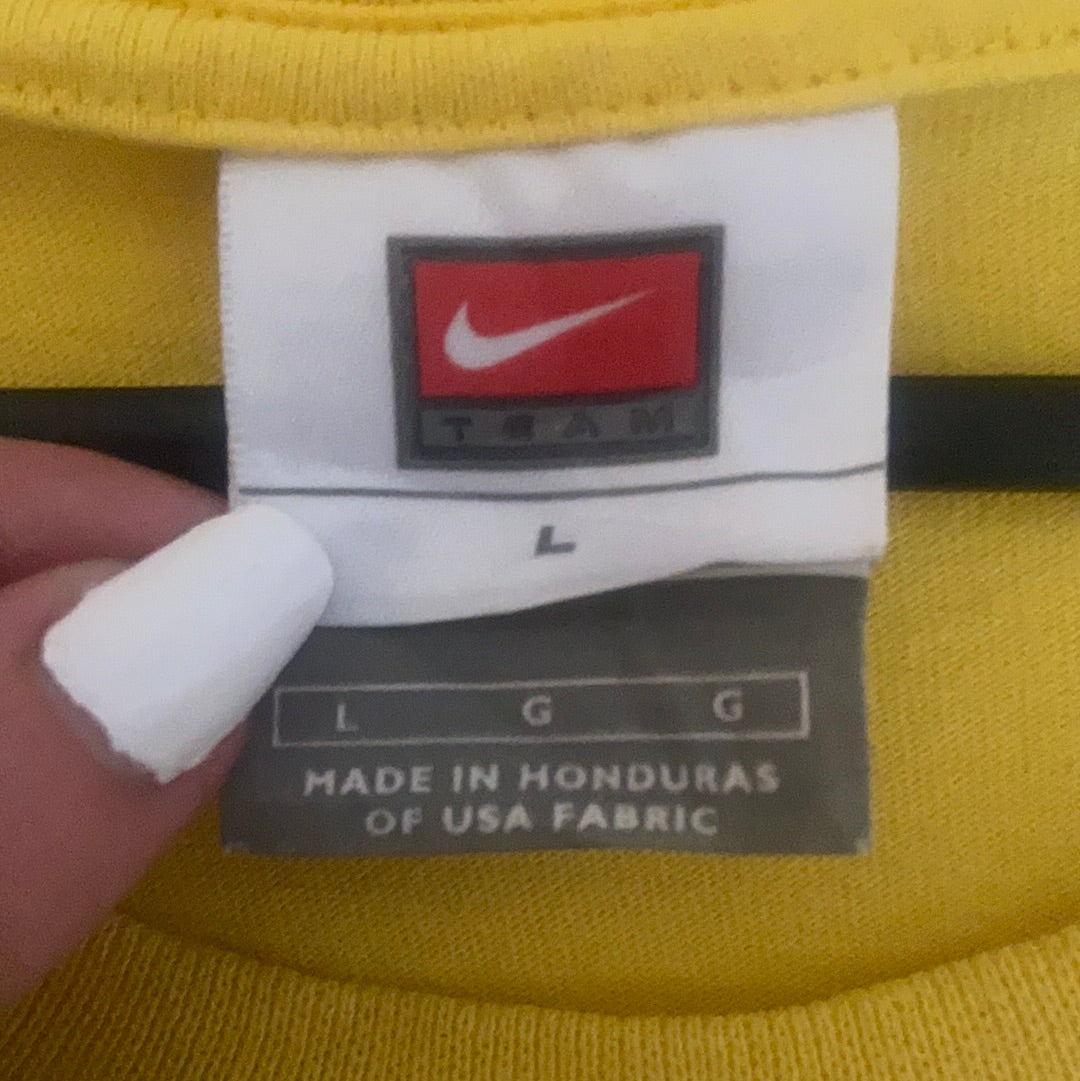 TEAM
L
L G G
MADE IN HONDURAS
OF USA FABRIC